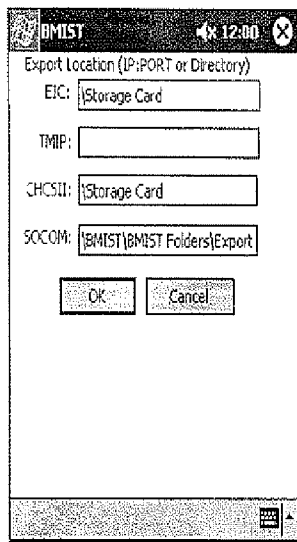 BMIST 12:00
Export Location (IP:PORT or Directory)
EIC: \Storage Card
TMIP:
CHCSII: \Storage Card
SOCOM: \BMIST\BMIST Folders\Export
OK Cancel